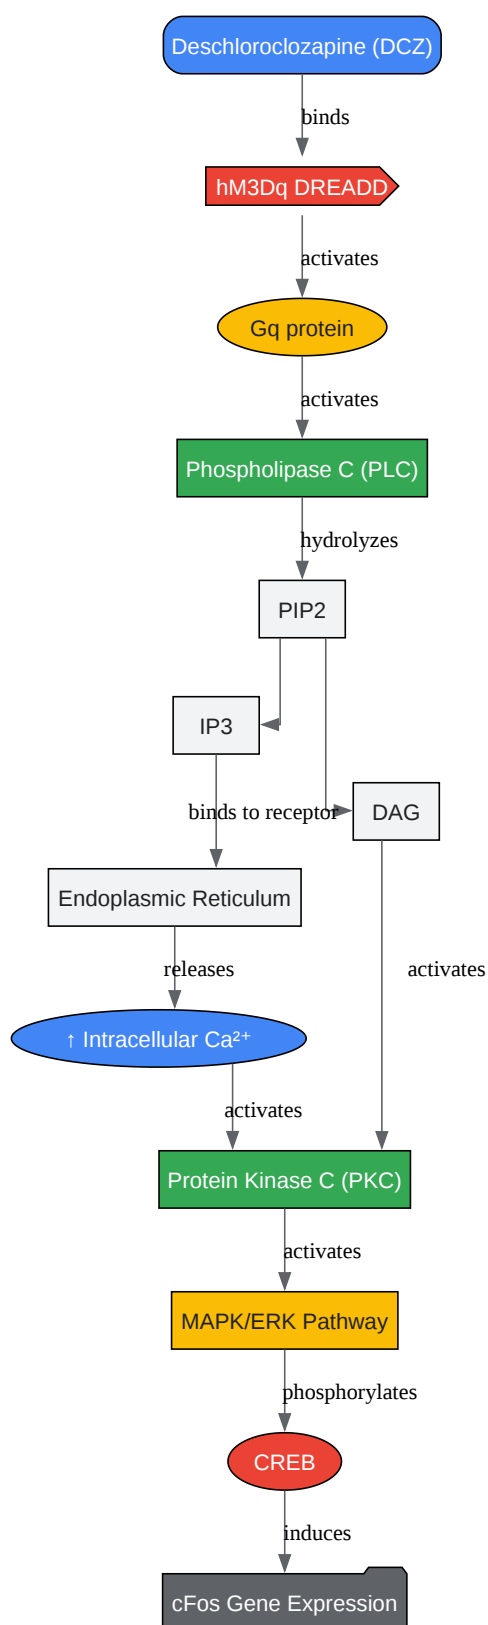 Deschloroclozapine (DCZ)
binds
hM3Dq DREADD
activates
Gq protein
activates
Phospholipase C (PLC)
hydrolyzes
PIP2
IP3
binds to receptor
DAG
Endoplasmic Reticulum
releases
activates
↑ Intracellular Ca²⁺
activates
Protein Kinase C (PKC)
activates
MAPK/ERK Pathway
phosphorylates
CREB
induces
cFos Gene Expression